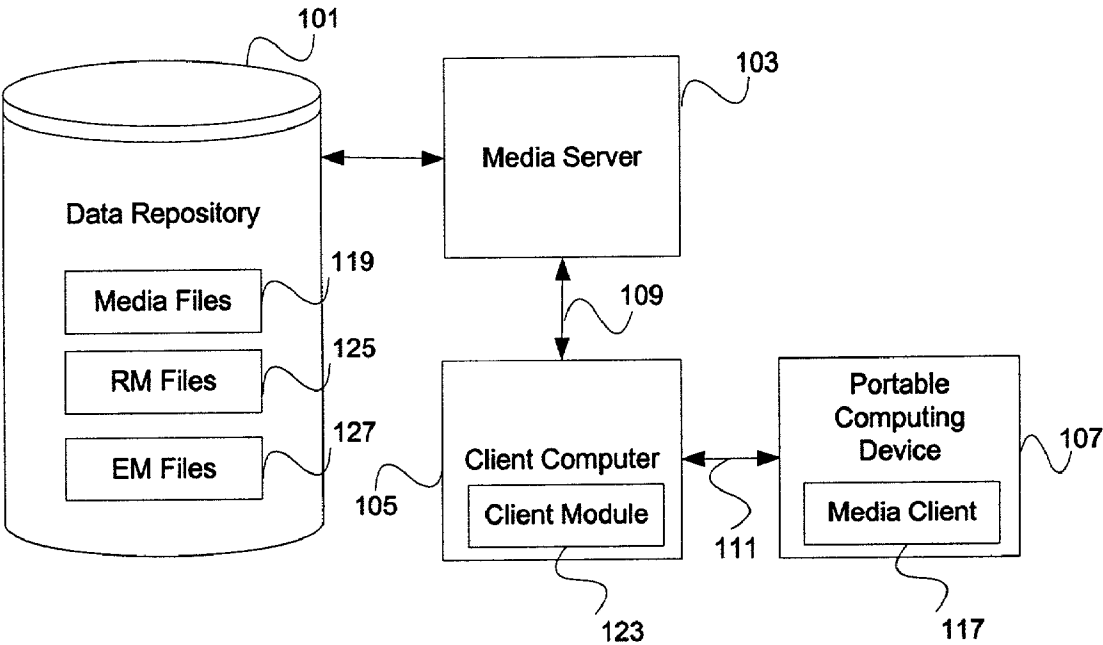 101
103
Media Server
Data Repository
119
Media Files
109
125
RM Files
127
EM Files
Portable
Computing
Device
107
Client Computer
105
Client Module
Media Client
111
123
117